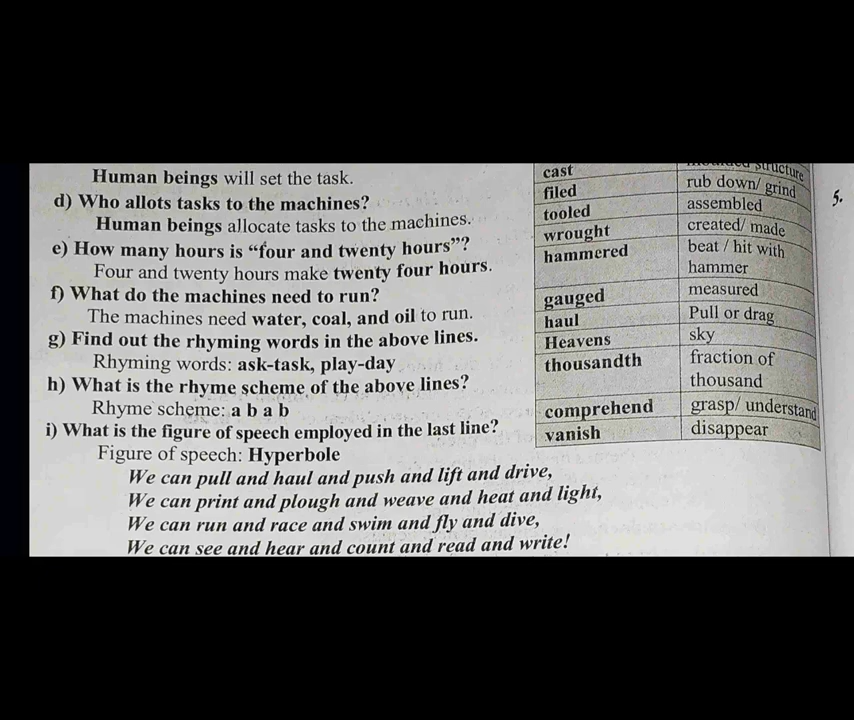 Human beings will set the task.
d) Who allots tasks to the machines?
Human beings allocate tasks to the machines.
e) How many hours is “four and twenty hours”?
Four and twenty hours make twenty four hours.
f) What do the machines need to run?
The machines need water, coal, and oil to run.
g) Find out the rhyming words in the above lines.
Rhyming words: ask-task, play-day
h) What is the rhyme scheme of the above lines?
Rhyme scheme: a b a b
i) What is the figure of speech employed in the last line?
Figure of speech: Hyperbole
We can pull and haul and push and lift and drive,
We can print and plough and weave and heat and light,
We can run and race and swim and fly and dive,
We can see and hear and count and read and write!
cast structure
filed rub down/ grind
tooled assembled
wrought created/ made
hammered beat / hit with
hammer
gauged measured
haul Pull or drag
Heavens sky
thousandth fraction of
thousand
comprehend grasp/ understand
vanish disappear
5.